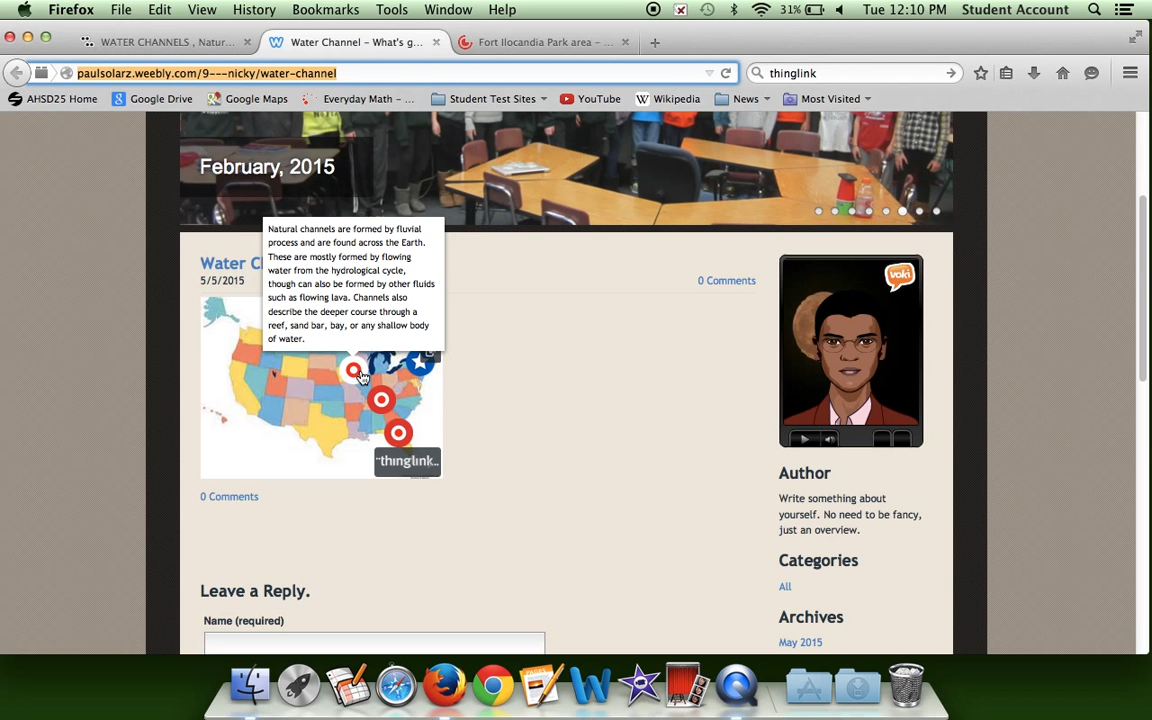 Firefox File Edit View History Bookmarks Tools Window Help 31% Tue 12:10 PM Student Account
WATER CHANNELS , Natur... Water Channel - What's g... Fort Ilocandia Park area - ...
paulsolarz.weebly.com/9---nicky/water-channel thinglink
AHSD25 Home Google Drive Google Maps Everyday Math - ... Student Test Sites YouTube Wikipedia News Most Visited
February, 2015
Natural channels are formed by fluvial
process and are found across the Earth.
These are mostly formed by flowing
water from the hydrological cycle,
though can also be formed by other fluids
such as flowing lava. Channels also
describe the deeper course through a
reef, sand bar, bay, or any shallow body
of water.
Water C
5/5/2015
0 Comments
thinglink..
0 Comments
voki
Author
Write something about
yourself. No need to be fancy,
just an overview.
Categories
All
Archives
May 2015
Leave a Reply.
Name (required)